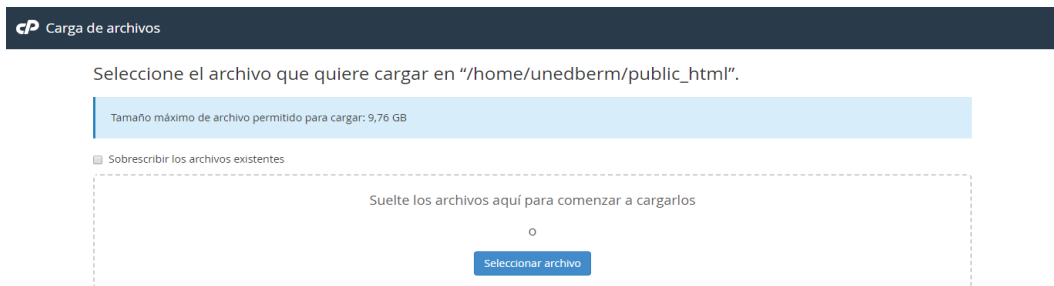 cP Carga de archivos
Seleccione el archivo que quiere cargar en “/home/unedberm/public_html”.
Tamaño máximo de archivo permitido para cargar: 9,76 GB
Sobrescribir los archivos existentes
Suelte los archivos aquí para comenzar a cargarlos
o
Seleccionar archivo